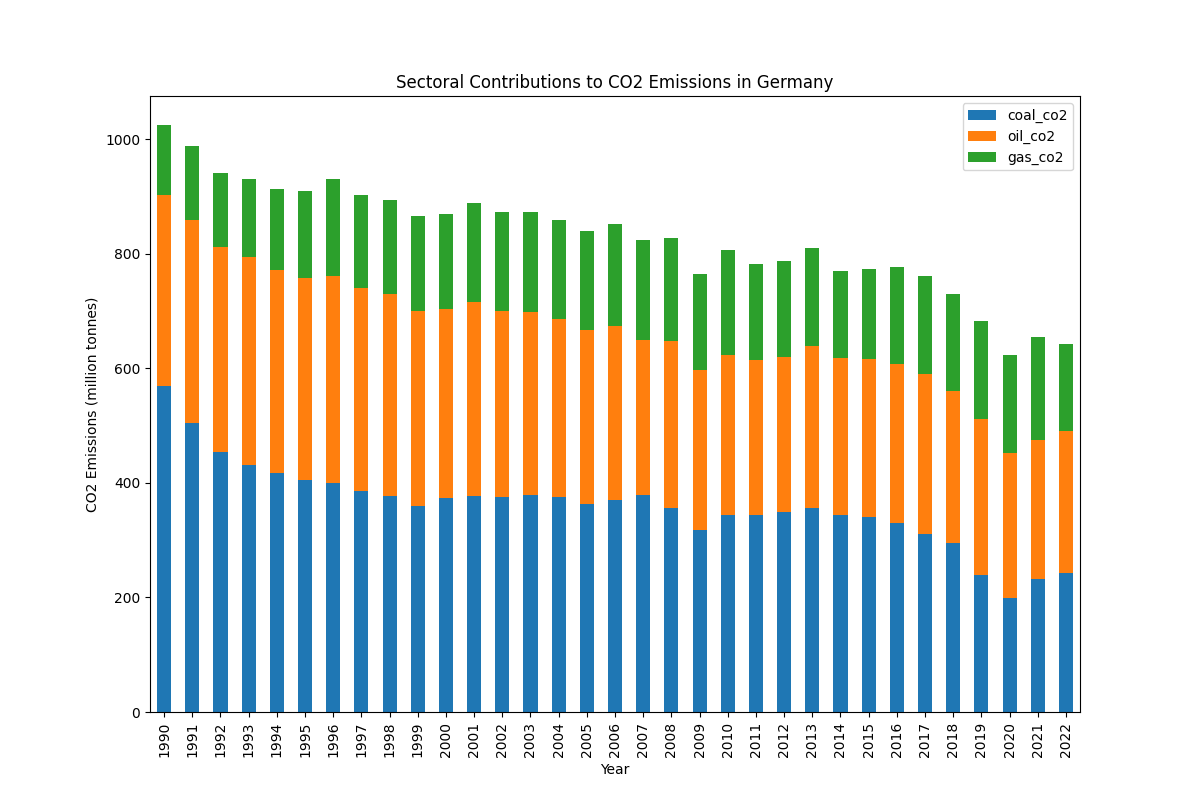 Sectoral Contributions to CO2 Emissions in Germany
coal_co2
oil_co2
gas_co2
CO2 Emissions (million tonnes)
1000
800
600
400
200
0
1990 1991 1992 1993 1994 1995 1996 1997 1998 1999 2000 2001 2002 2003 2004 2005 2006 2007 2008 2009 2010 2011 2012 2013 2014 2015 2016 2017 2018 2019 2020 2021 2022
Year